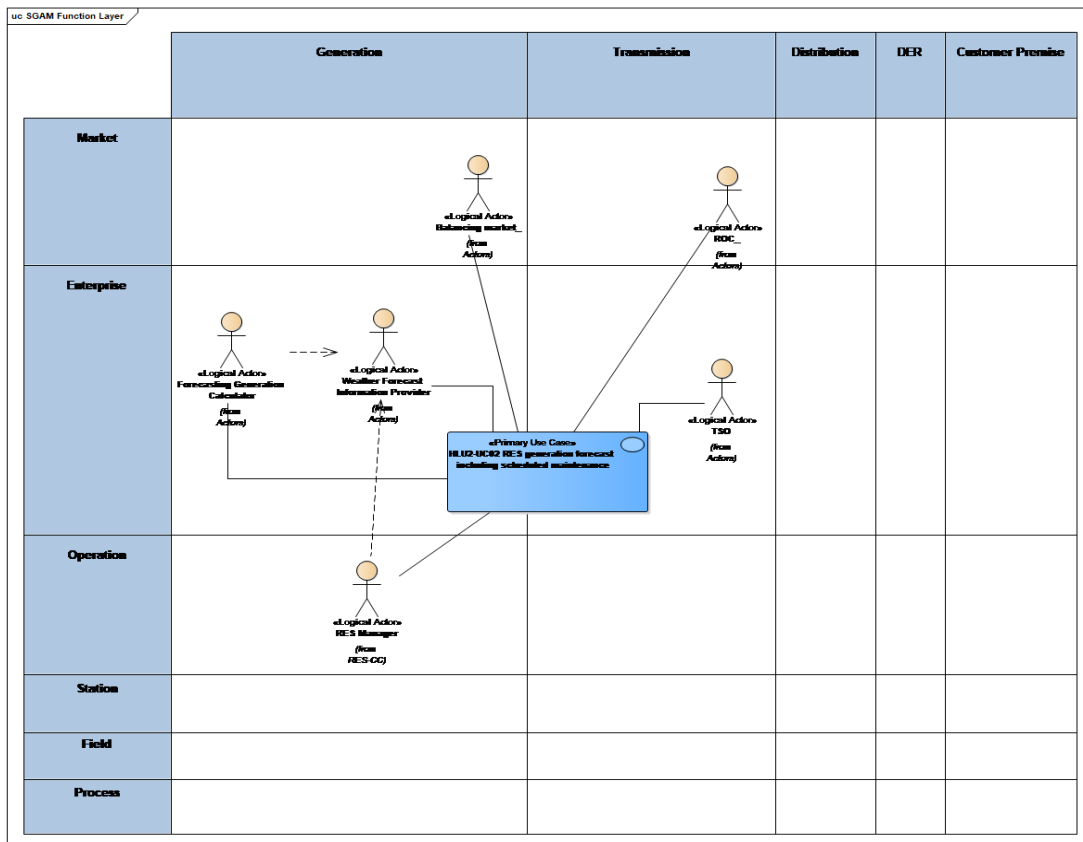 uc SGAM Function Layer
Generation
Transmission
Distribution
DER
Customer Premise
Market
«Logical Actor»
Balancing market_
(from
Actors)
«Logical Actor»
ROC_
(from
Actors)
Enterprise
«Logical Actor»
Forecasting Generation
Calculator
(from
Actors)
«Logical Actor»
Weather Forecast
Information Provider
(from
Actors)
«Logical Actor»
TSO
(from
Actors)
«Primary Use Case»
HLU2-UC02 RES generation forecast
including scheduled maintenance
Operation
«Logical Actor»
RES Manager
(from
RES-CC)
Station
Field
Process